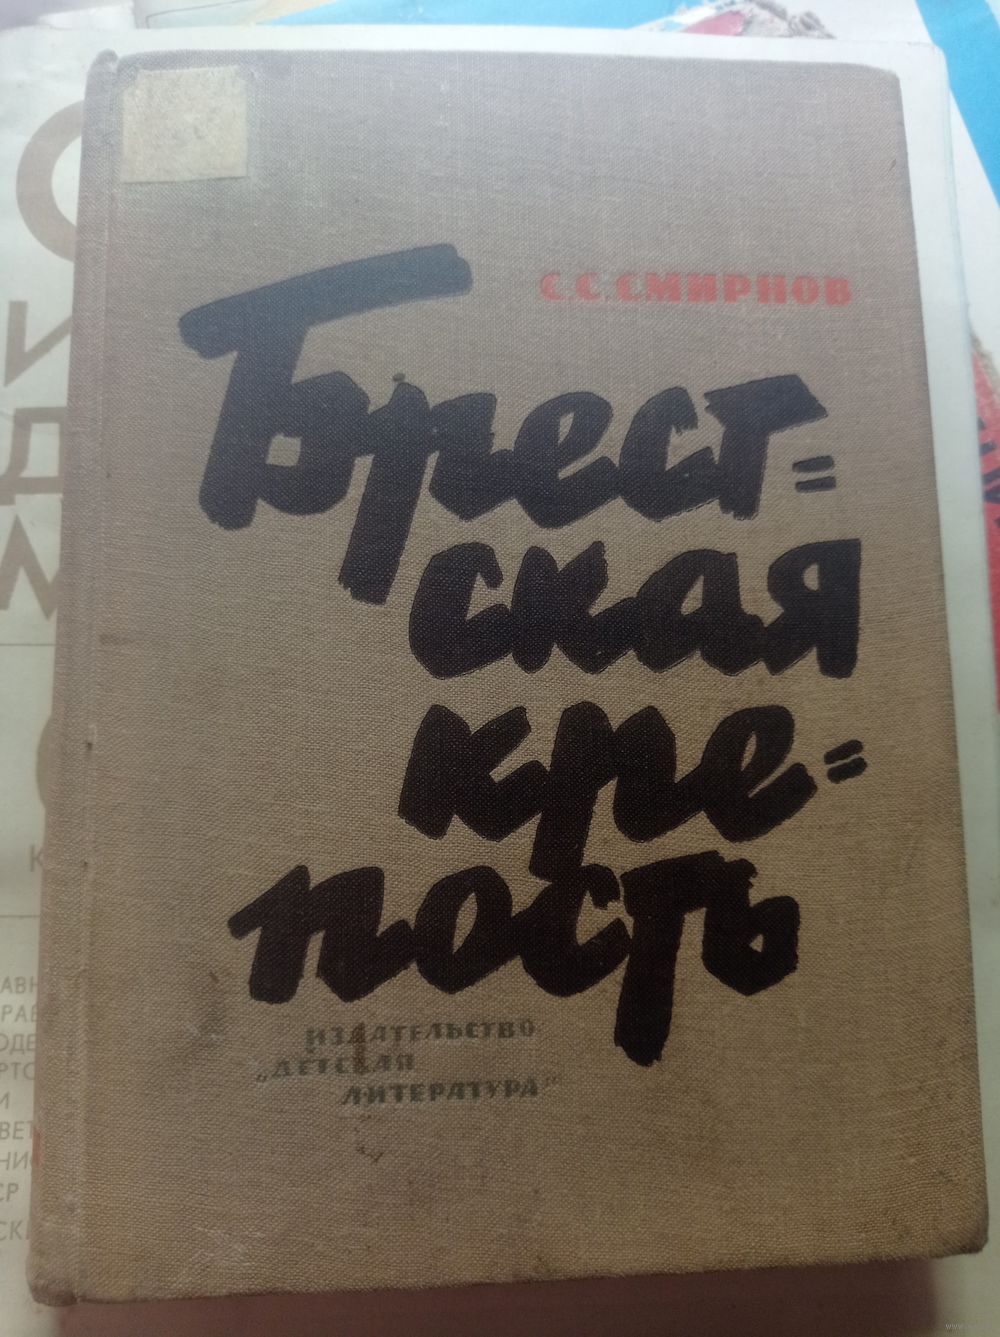 С. С. СМИРНОВ
Брест=
ская
кре=
пость
ИЗДАТЕЛЬСТВО
„ДЕТСКАЯ
ЛИТЕРАТУРА"